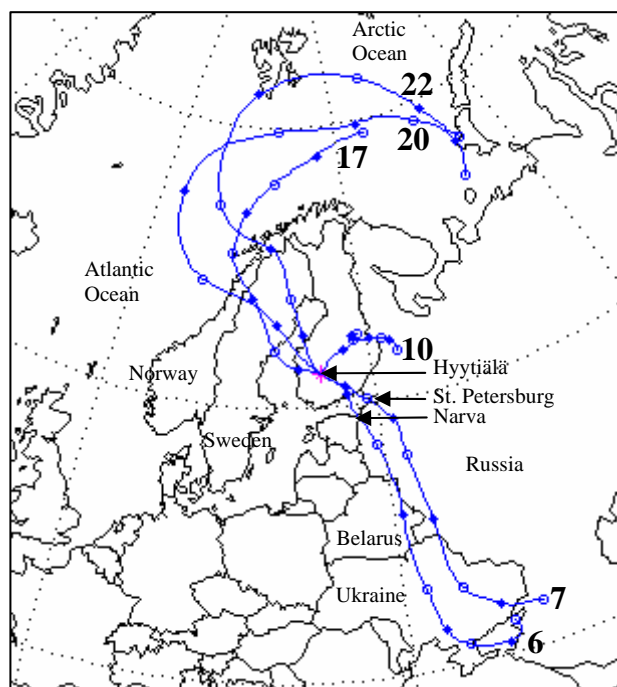 Arctic
Ocean
22
20
17
Atlantic
Ocean
10
Hyytiälä
Norway
St. Petersburg
Narva
Sweden
Russia
Belarus
Ukraine
7
6